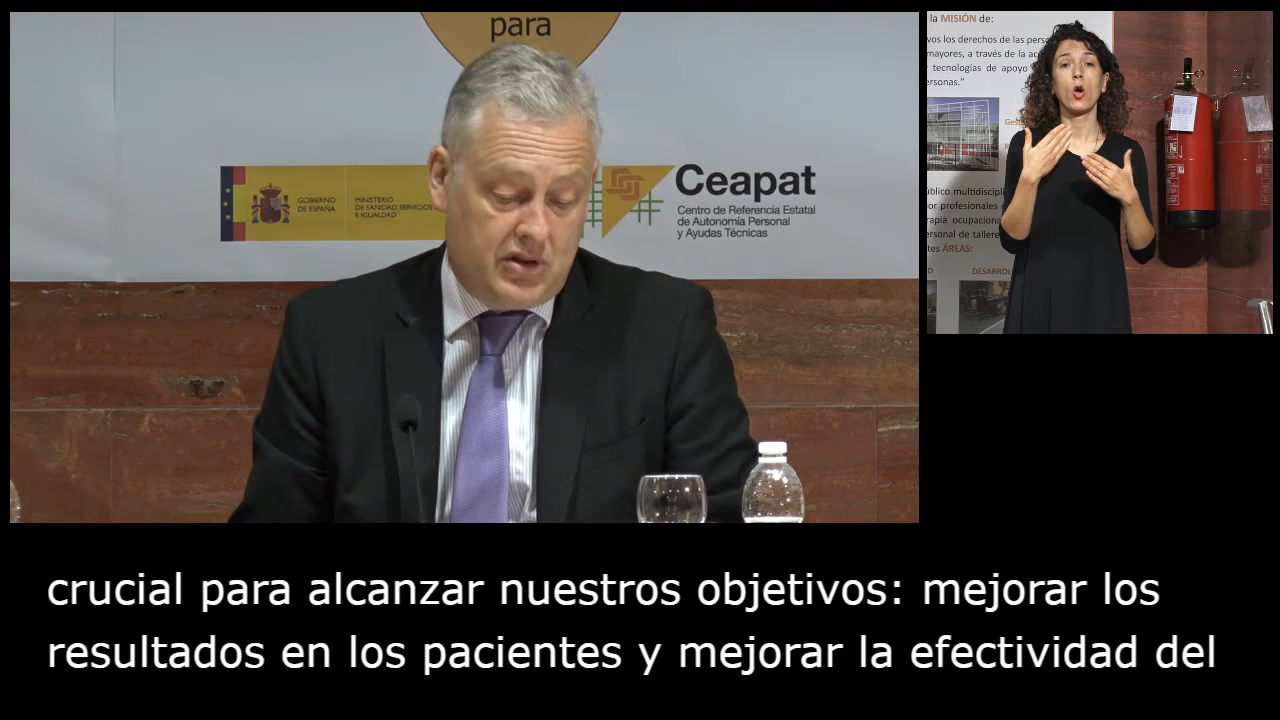 para
GOBIERNO
DE ESPAÑA
MINISTERIO
DE SANIDAD, SERVICIOS
E IGUALDAD
Ceapat
Centro de Referencia Estatal
de Autonomía Personal
y Ayudas Técnicas
la MISIÓN de:
vos los derechos de las pers
mayores, a través de la ac
tecnologías de apoyo
ersonas."
úblico multidiscipli
or profesionales
rapia ocupaciona
ersonal de tallere
tes ÁREAS:
DESARROL
crucial para alcanzar nuestros objetivos: mejorar los
resultados en los pacientes y mejorar la efectividad del